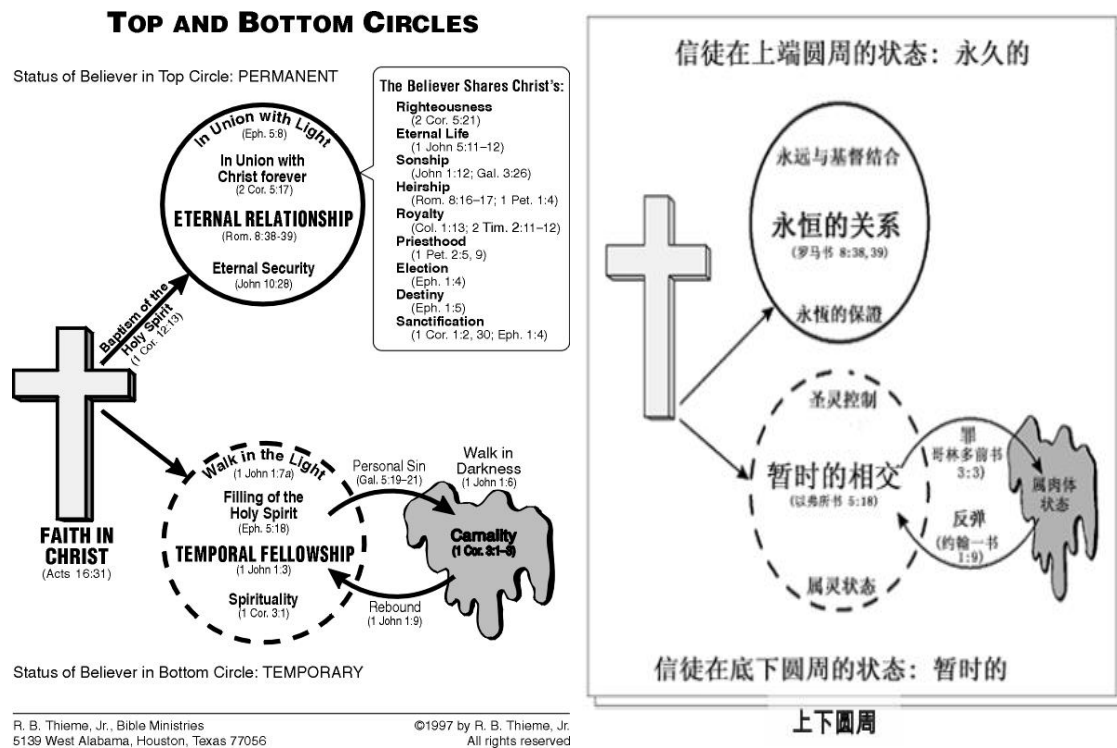 TOP AND BOTTOM CIRCLES
Status of Believer in Top Circle: PERMANENT
In Union with Light
(Eph. 5:8)
In Union with
Christ forever
(2 Cor. 5:17)
ETERNAL RELATIONSHIP
(Rom. 8:38-39)
Eternal Security
(John 10:28)
The Believer Shares Christ's:
Righteousness
(2 Cor. 5:21)
Eternal Life
(1 John 5:11–12)
Sonship
(John 1:12; Gal. 3:26)
Heirship
(Rom. 8:16–17; 1 Pet. 1:4)
Royalty
(Col. 1:13; 2 Tim. 2:11–12)
Priesthood
(1 Pet. 2:5, 9)
Election
(Eph. 1:4)
Destiny
(Eph. 1:5)
Sanctification
(1 Cor. 1:2, 30; Eph. 1:4)
Baptism of the
Holy Spirit
(1 Cor. 12:13)
FAITH IN
CHRIST
(Acts 16:31)
Walk in the Light
(1 John 1:7a)
Filling of the
Holy Spirit
(Eph. 5:18)
TEMPORAL FELLOWSHIP
(1 John 1:3)
Spirituality
(1 Cor. 3:1)
Personal Sin
(Gal. 5:19–21)
Walk in
Darkness
(1 John 1:6)
Carnality
(1 Cor. 3:1–3)
Rebound
(1 John 1:9)
Status of Believer in Bottom Circle: TEMPORARY
R. B. Thieme, Jr., Bible Ministries
5139 West Alabama, Houston, Texas 77056
©1997 by R. B. Thieme, Jr.
All rights reserved
信徒在上端圆周的状态：永久的
永远与基督结合
永恒的关系
(罗马书 8:38,39)
永恆的保證
圣灵控制
暂时的相交
(以弗所书 5:18)
属灵状态
罪
哥林多前书
3:3)
属肉体
状态
反弹
(约翰一书
1:9)
信徒在底下圆周的状态：暂时的
上下圆周